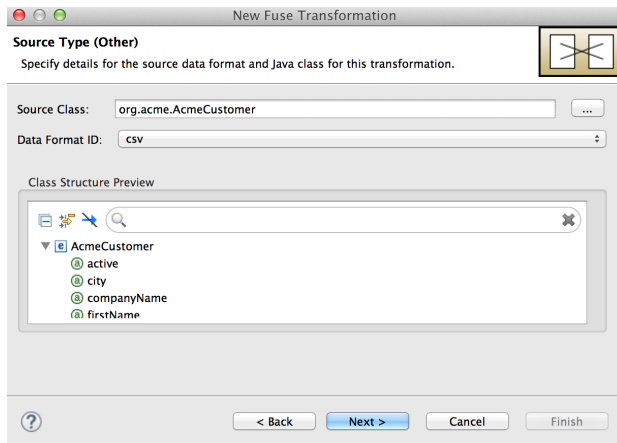 New Fuse Transformation
Source Type (Other)
Specify details for the source data format and Java class for this transformation.
Source Class: org.acme.AcmeCustomer ...
Data Format ID: csv
Class Structure Preview
e AcmeCustomer
a active
a city
a companyName
a firstName
? < Back Next > Cancel Finish